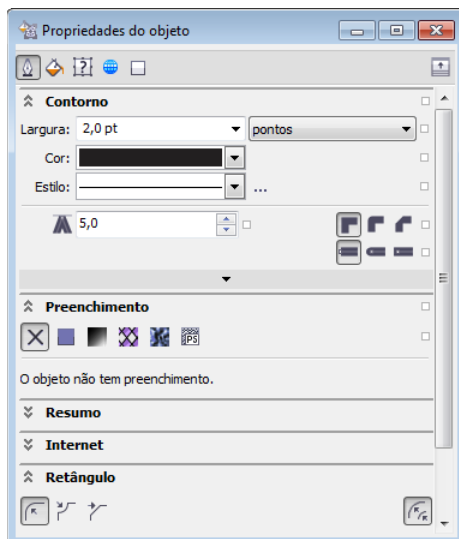 Propriedades do objeto
Contorno
Largura: 2,0 pt pontos
Cor:
Estilo: ...
5,0
Preenchimento
PS
O objeto não tem preenchimento.
Resumo
Internet
Retângulo